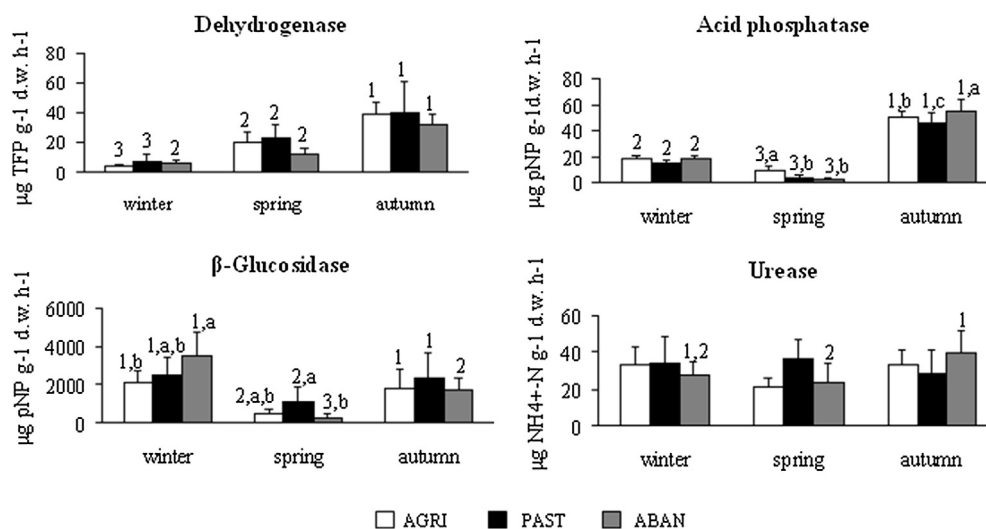 Dehydrogenase
µg TFP g-1 d.w. h-1
80
60
40
20
0
3 3 2
2 2 2
1 1 1
winter spring autumn
Acid phosphatase
µg pNP g-1d.w. h-1
80
60
40
20
0
2 2 2
3,a 3,b 3,b
1,b 1,c 1,a
winter spring autumn
β-Glucosidase
µg pNP g-1 d.w. h-1
6000
4000
2000
0
1,b 1,a,b 1,a
2,a,b 2,a 3,b
1 1 2
winter spring autumn
Urease
µg NH4+-N g-1 d.w. h-1
60
40
20
0
1,2
2
1
winter spring autumn
AGRI PAST ABAN